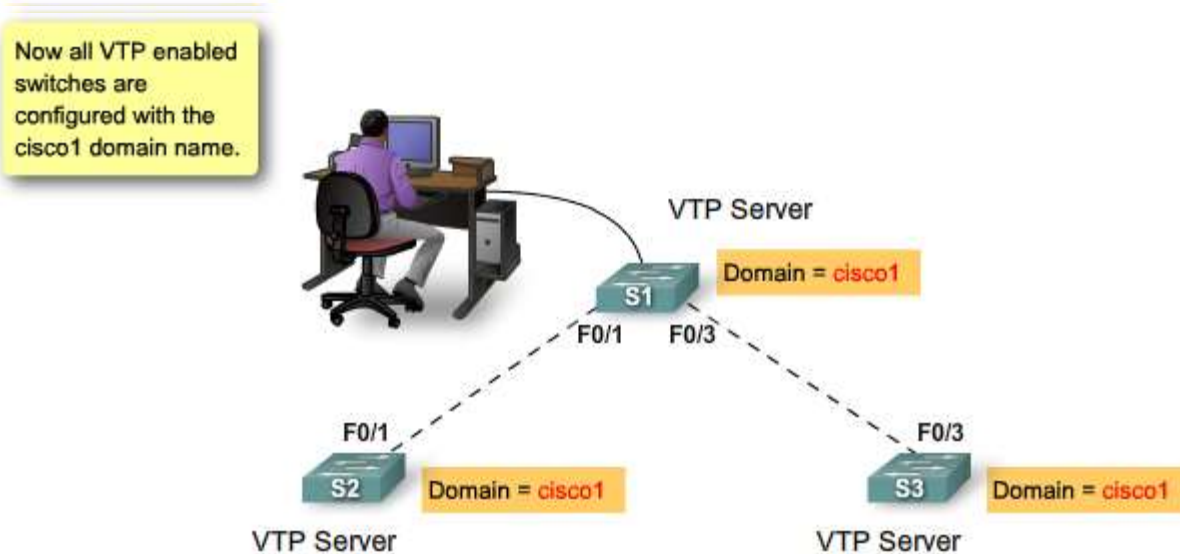 Now all VTP enabled
switches are
configured with the
cisco1 domain name.
VTP Server
Domain = cisco1
S1
F0/1 F0/3
F0/1 F0/3
S2 Domain = cisco1 S3 Domain = cisco1
VTP Server VTP Server